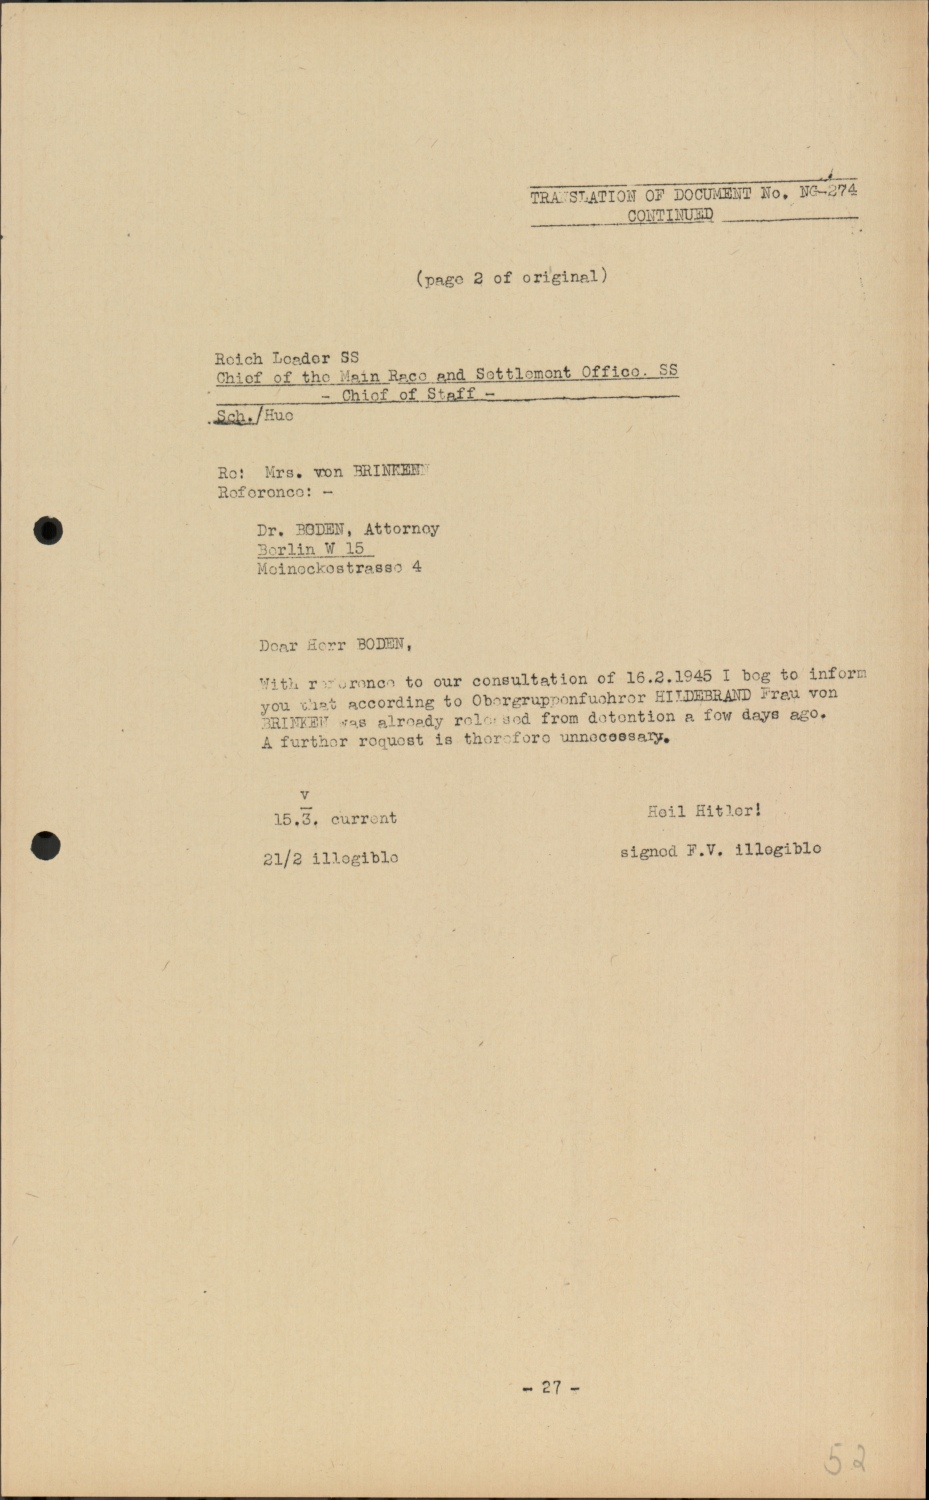 TRANSLATION OF DOCUMENT No. NG-274
CONTINUED
(page 2 of original)
Reich Leader SS
Chief of the Main Race and Settlement Office. SS
- Chief of Staff -
Sch./Hue
Re: Mrs. von BRINKEN
Reference: -
Dr. BODEN, Attorney
Berlin W 15
Meineckestrasse 4
Dear Herr BODEN,
With reference to our consultation of 16.2.1945 I beg to inform
you that according to Obergruppenfuehrer HILDEBRAND Frau von
BRINKEN was already released from detention a few days ago.
A further request is therefore unnecessary.
v
15.3. current
Heil Hitler!
21/2 illegible
signed F.V. illegible
- 27 -
52